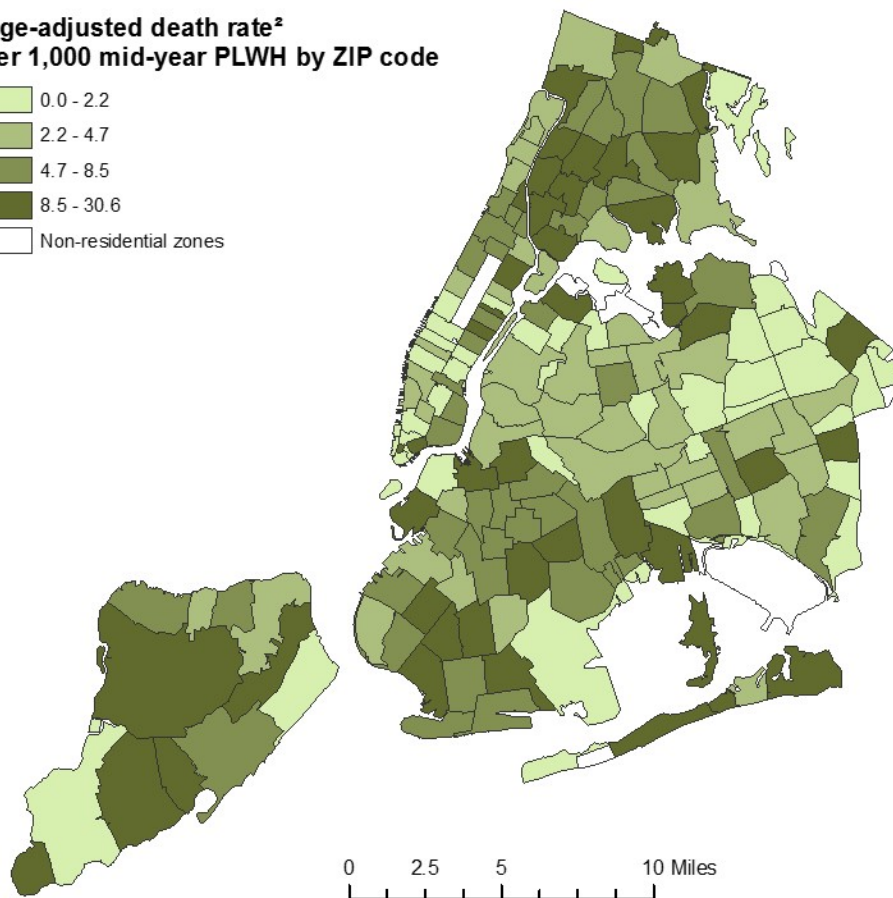 ge-adjusted death rate²
er 1,000 mid-year PLWH by ZIP code
0.0 - 2.2
2.2 - 4.7
4.7 - 8.5
8.5 - 30.6
Non-residential zones
0 2.5 5 10 Miles